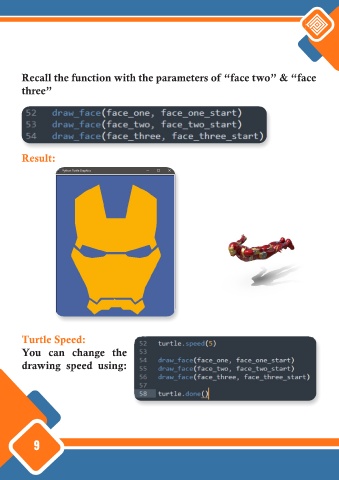 Recall the function with the parameters of “face two” & “face
three”
52 draw_face(face_one, face_one_start)
53 draw_face(face_two, face_two_start)
54 draw_face(face_three, face_three_start)
Result:
Python Turtle Graphics
Turtle Speed:
You can change the
drawing speed using:
52 turtle.speed(5)
53
54 draw_face(face_one, face_one_start)
55 draw_face(face_two, face_two_start)
56 draw_face(face_three, face_three_start)
57
58 turtle.done()
9